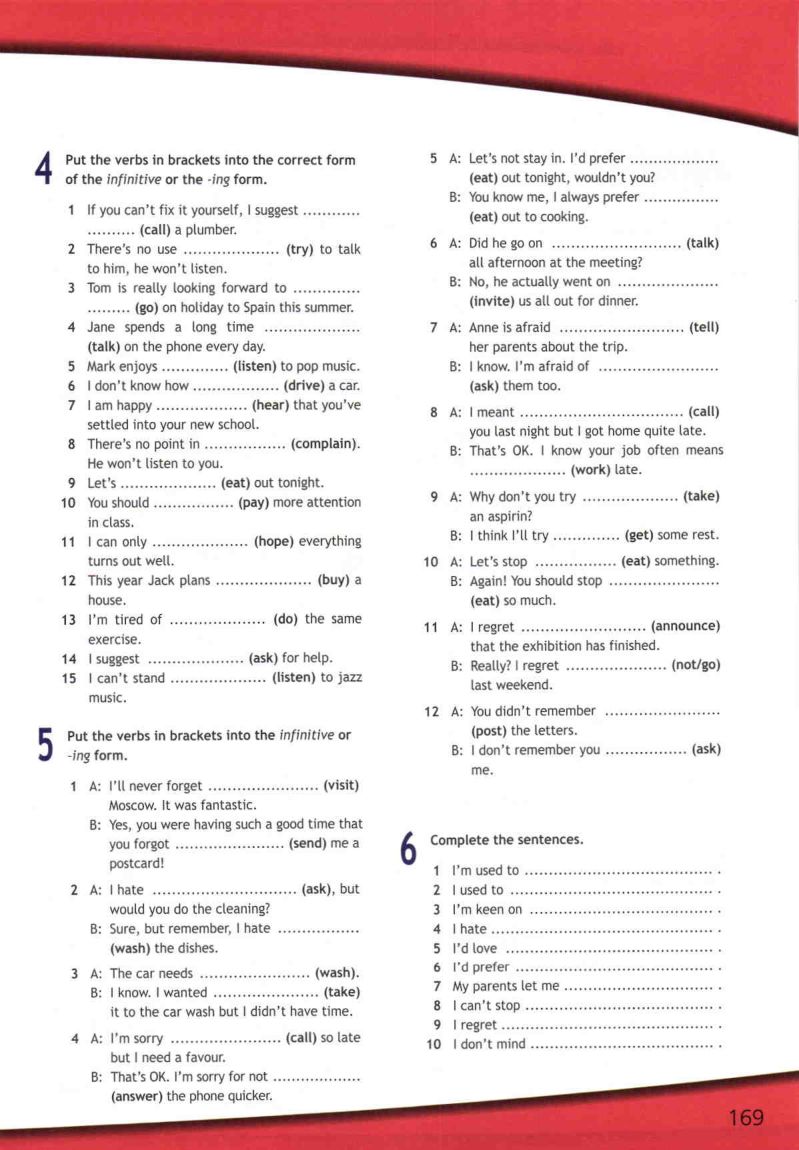 4 Put the verbs in brackets into the correct form
of the infinitive or the -ing form.
1 If you can't fix it yourself, I suggest ............
.......... (call) a plumber.
2 There's no use .................... (try) to talk
to him, he won't listen.
3 Tom is really looking forward to ..............
......... (go) on holiday to Spain this summer.
4 Jane spends a long time ....................
(talk) on the phone every day.
5 Mark enjoys .............. (listen) to pop music.
6 I don't know how .................. (drive) a car.
7 I am happy ................... (hear) that you've
settled into your new school.
8 There's no point in ................. (complain).
He won't listen to you.
9 Let's .................... (eat) out tonight.
10 You should ................. (pay) more attention
in class.
11 I can only .................... (hope) everything
turns out well.
12 This year Jack plans .................... (buy) a
house.
13 I'm tired of .................... (do) the same
exercise.
14 I suggest .................... (ask) for help.
15 I can't stand .................... (listen) to jazz
music.
5 Put the verbs in brackets into the infinitive or
-ing form.
1 A: I'll never forget ....................... (visit)
Moscow. It was fantastic.
B: Yes, you were having such a good time that
you forgot ....................... (send) me a
postcard!
2 A: I hate .............................. (ask), but
would you do the cleaning?
B: Sure, but remember, I hate .................
(wash) the dishes.
3 A: The car needs ....................... (wash).
B: I know. I wanted ...................... (take)
it to the car wash but I didn't have time.
4 A: I'm sorry ....................... (call) so late
but I need a favour.
B: That's OK. I'm sorry for not ...................
(answer) the phone quicker.
5 A: Let's not stay in. I'd prefer ...................
(eat) out tonight, wouldn't you?
B: You know me, I always prefer ................
(eat) out to cooking.
6 A: Did he go on ........................... (talk)
all afternoon at the meeting?
B: No, he actually went on .....................
(invite) us all out for dinner.
7 A: Anne is afraid .......................... (tell)
her parents about the trip.
B: I know. I'm afraid of .........................
(ask) them too.
8 A: I meant .................................. (call)
you last night but I got home quite late.
B: That's OK. I know your job often means
.................... (work) late.
9 A: Why don't you try .................... (take)
an aspirin?
B: I think I'll try .............. (get) some rest.
10 A: Let's stop ................. (eat) something.
B: Again! You should stop .......................
(eat) so much.
11 A: I regret .......................... (announce)
that the exhibition has finished.
B: Really? I regret ..................... (not/go)
last weekend.
12 A: You didn't remember ........................
(post) the letters.
B: I don't remember you ................. (ask)
me.
6 Complete the sentences.
1 I'm used to ....................................... .
2 I used to .......................................... .
3 I'm keen on ...................................... .
4 I hate .............................................. .
5 I'd love ........................................... .
6 I'd prefer ......................................... .
7 My parents let me ............................... .
8 I can't stop ....................................... .
9 I regret ............................................ .
10 I don't mind ...................................... .
169